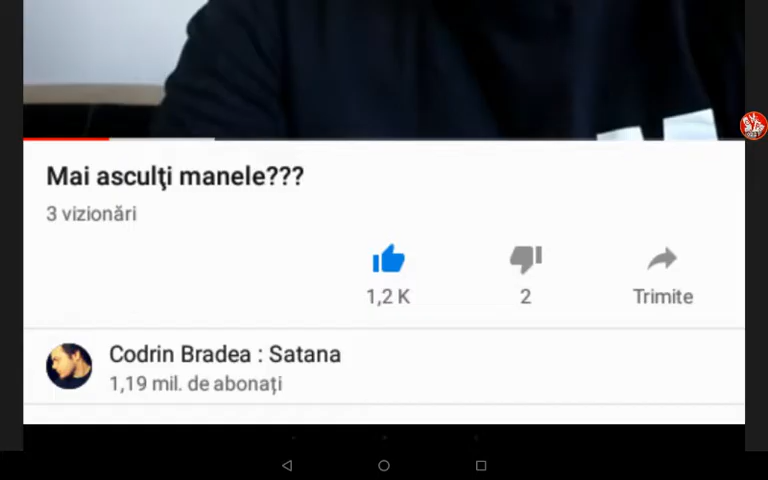 Mai asculţi manele???
3 vizionări
1,2 K
2
Trimite
Codrin Bradea : Satana
1,19 mil. de abonați